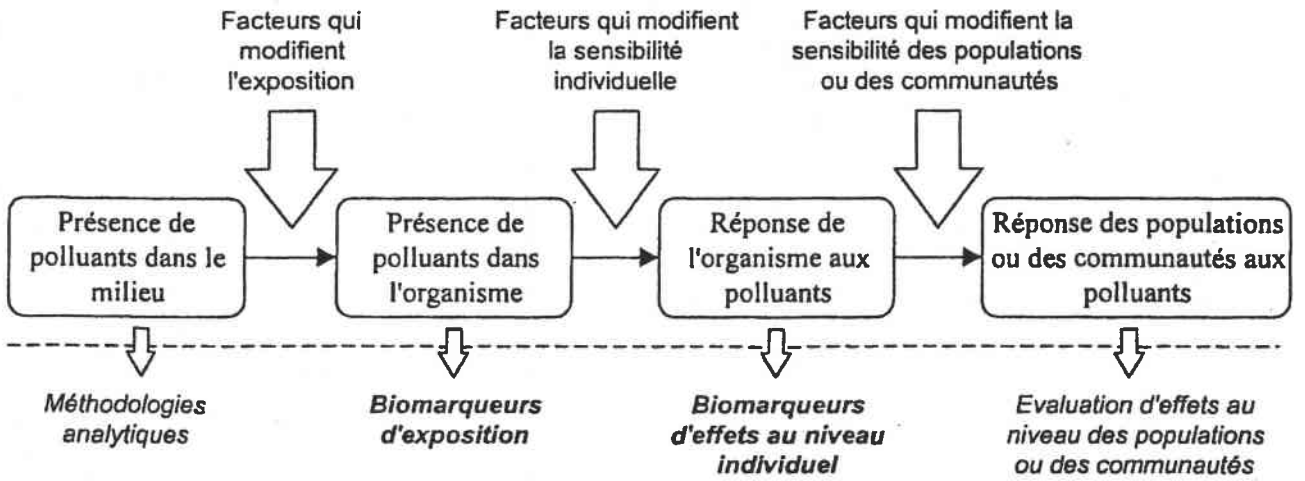 Facteurs qui
modifient
l'exposition
Facteurs qui modifient
la sensibilité
individuelle
Facteurs qui modifient la
sensibilité des populations
ou des communautés
Présence de
polluants dans le
milieu
Présence de
polluants dans
l'organisme
Réponse de
l'organisme aux
polluants
Réponse des populations
ou des communautés aux
polluants
Méthodologies
analytiques
Biomarqueurs
d'exposition
Biomarqueurs
d'effets au niveau
individuel
Evaluation d'effets au
niveau des populations
ou des communautés